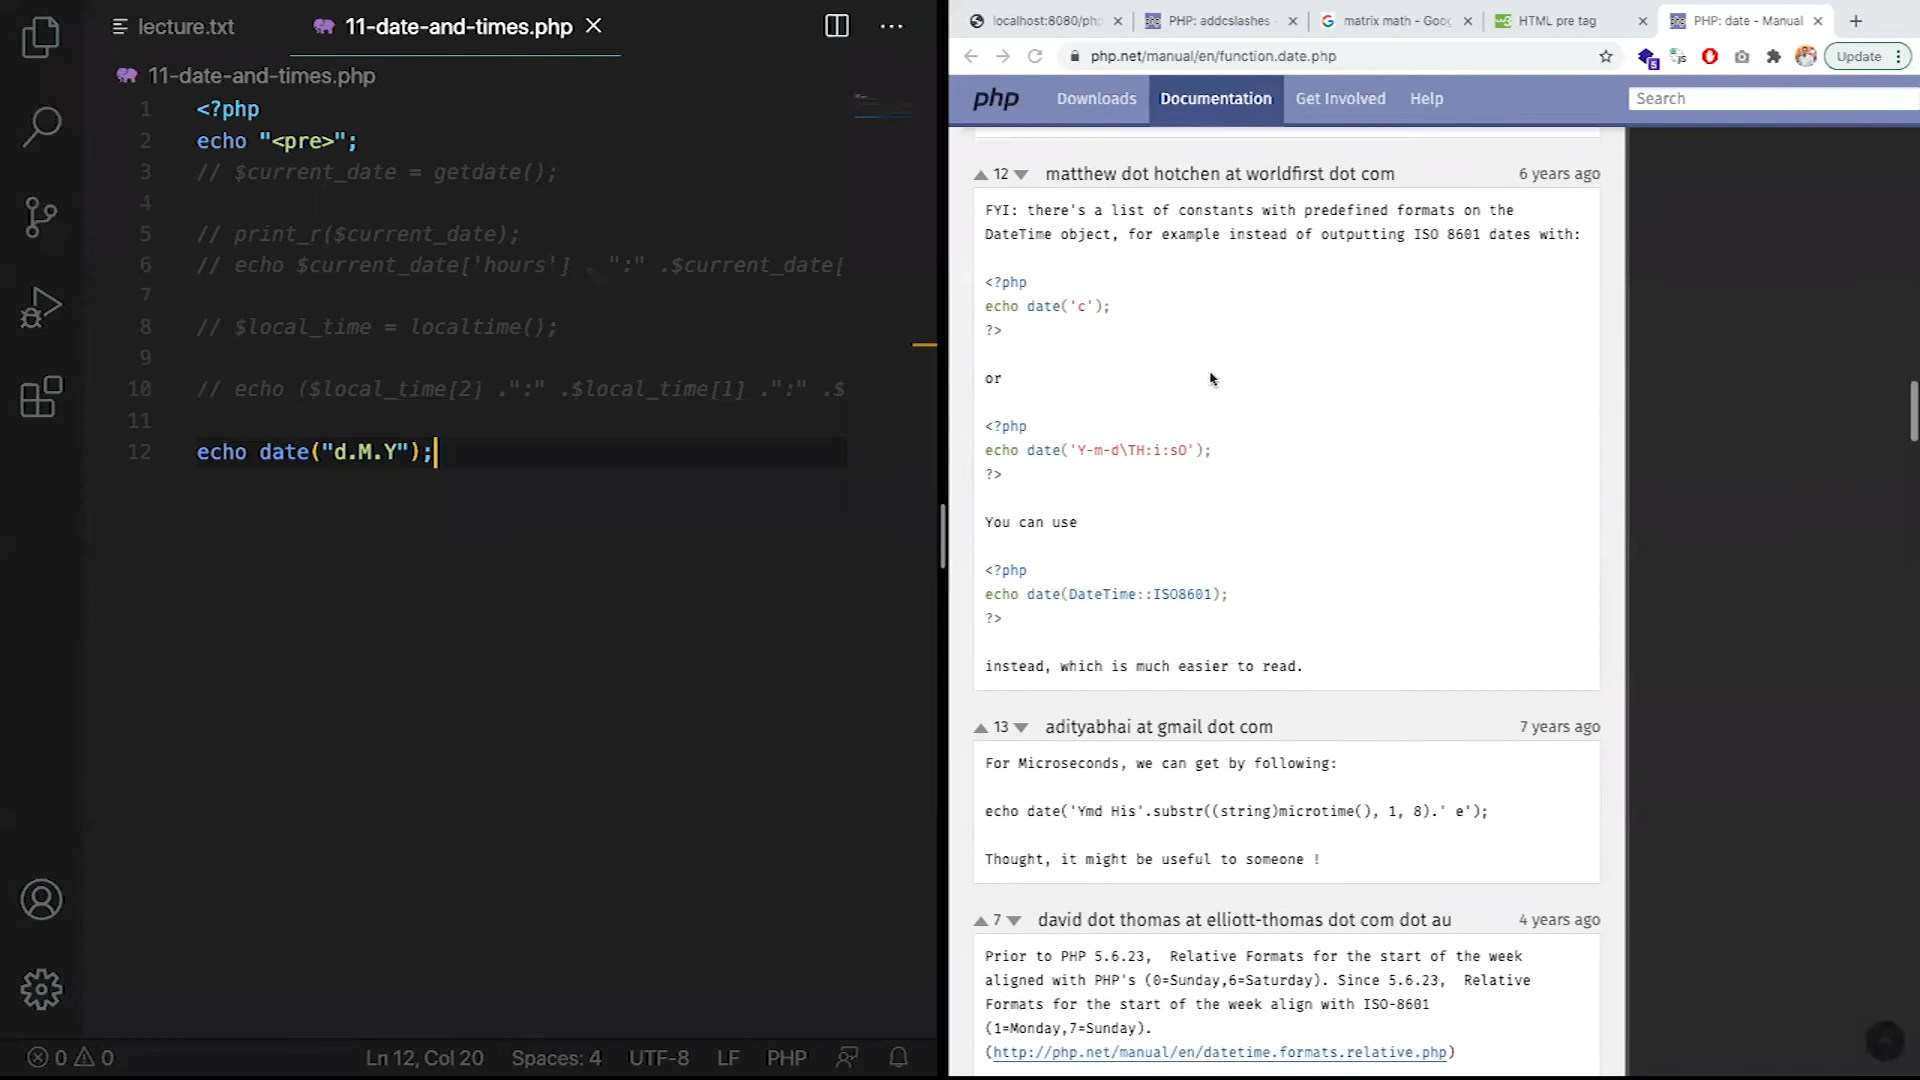 lecture.txt
11-date-and-times.php
11-date-and-times.php
1 <?php
2 echo "<pre>";
3 // $current_date = getdate();
4
5 // print_r($current_date);
6 // echo $current_date['hours'] . ":" .$current_date[
7
8 // $local_time = localtime();
9
10 // echo ($local_time[2] .":" .$local_time[1] .":" .$
11
12 echo date("d.M.Y");
0 0
Ln 12, Col 20
Spaces: 4
UTF-8
LF
PHP
localhost:8080/php
PHP: addcslashes -
matrix math - Goog
HTML pre tag
PHP: date - Manual
php.net/manual/en/function.date.php
Update
php
Downloads
Documentation
Get Involved
Help
Search
12 matthew dot hotchen at worldfirst dot com 6 years ago
FYI: there's a list of constants with predefined formats on the
DateTime object, for example instead of outputting ISO 8601 dates with:
<?php
echo date('c');
?>
or
<?php
echo date('Y-m-d\TH:i:sO');
?>
You can use
<?php
echo date(DateTime::ISO8601);
?>
instead, which is much easier to read.
13 adityabhai at gmail dot com 7 years ago
For Microseconds, we can get by following:
echo date('Ymd His'.substr((string)microtime(), 1, 8).' e');
Thought, it might be useful to someone !
7 david dot thomas at elliott-thomas dot com dot au 4 years ago
Prior to PHP 5.6.23, Relative Formats for the start of the week
aligned with PHP's (0=Sunday,6=Saturday). Since 5.6.23, Relative
Formats for the start of the week align with ISO-8601
(1=Monday,7=Sunday).
(http://php.net/manual/en/datetime.formats.relative.php)